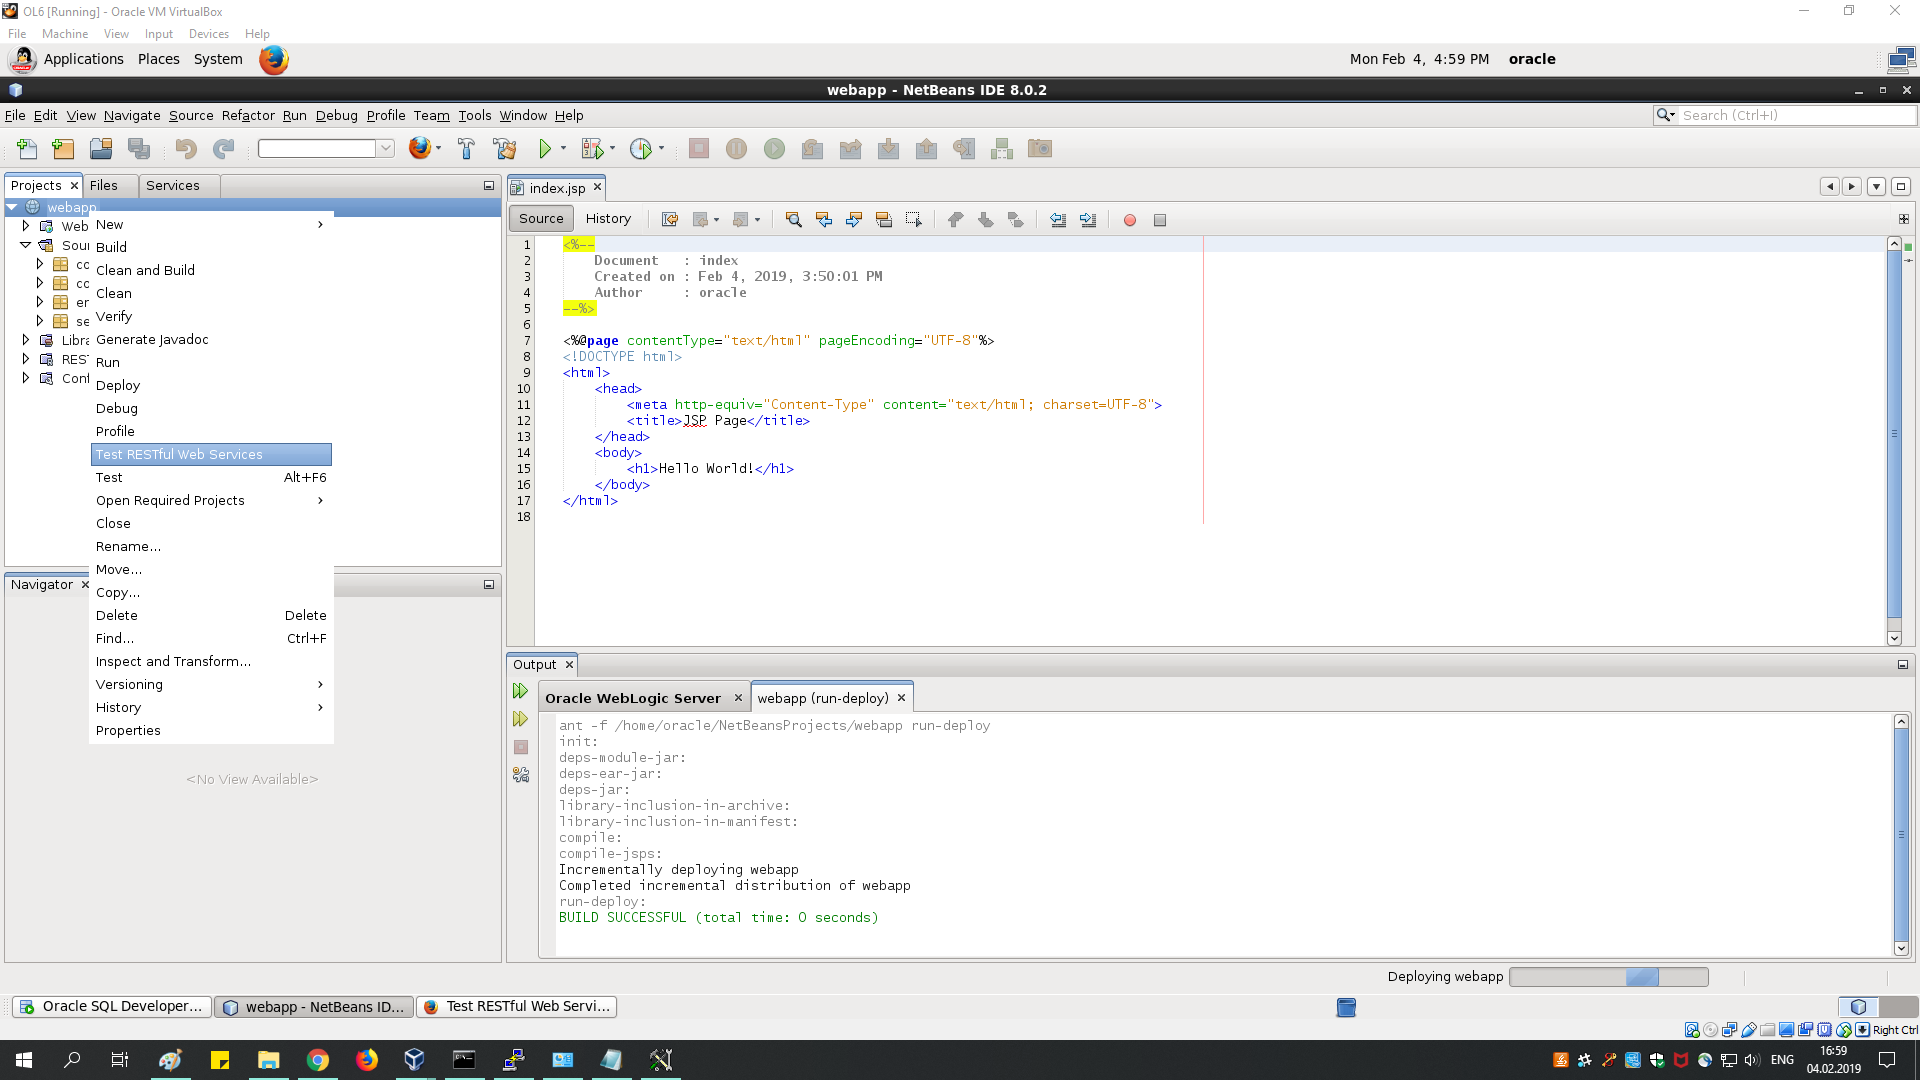 OL6 [Running] - Oracle VM VirtualBox
File Machine View Input Devices Help
Applications Places System Mon Feb 4, 4:59 PM oracle
webapp - NetBeans IDE 8.0.2
File Edit View Navigate Source Refactor Run Debug Profile Team Tools Window Help Search (Ctrl+I)
Projects Files Services
index.jsp
webapp
Source History
Web
Sour
co
co
en
se
Libra
REST
Conf
New
Build
Clean and Build
Clean
Verify
Generate Javadoc
Run
Deploy
Debug
Profile
Test RESTful Web Services
Test Alt+F6
Open Required Projects
Close
Rename...
Move...
Copy...
Delete Delete
Find... Ctrl+F
Inspect and Transform...
Versioning
History
Properties
Navigator
<No View Available>
1 <%--
2 Document : index
3 Created on : Feb 4, 2019, 3:50:01 PM
4 Author : oracle
5 --%>
6
7 <%@page contentType="text/html" pageEncoding="UTF-8"%>
8 <!DOCTYPE html>
9 <html>
10 <head>
11 <meta http-equiv="Content-Type" content="text/html; charset=UTF-8">
12 <title>JSP Page</title>
13 </head>
14 <body>
15 <h1>Hello World!</h1>
16 </body>
17 </html>
18
Output
Oracle WebLogic Server webapp (run-deploy)
ant -f /home/oracle/NetBeansProjects/webapp run-deploy
init:
deps-module-jar:
deps-ear-jar:
deps-jar:
library-inclusion-in-archive:
library-inclusion-in-manifest:
compile:
compile-jsps:
Incrementally deploying webapp
Completed incremental distribution of webapp
run-deploy:
BUILD SUCCESSFUL (total time: 0 seconds)
Deploying webapp
Oracle SQL Developer... webapp - NetBeans ID... Test RESTful Web Servi...
Right Ctrl
ENG 16:59
04.02.2019